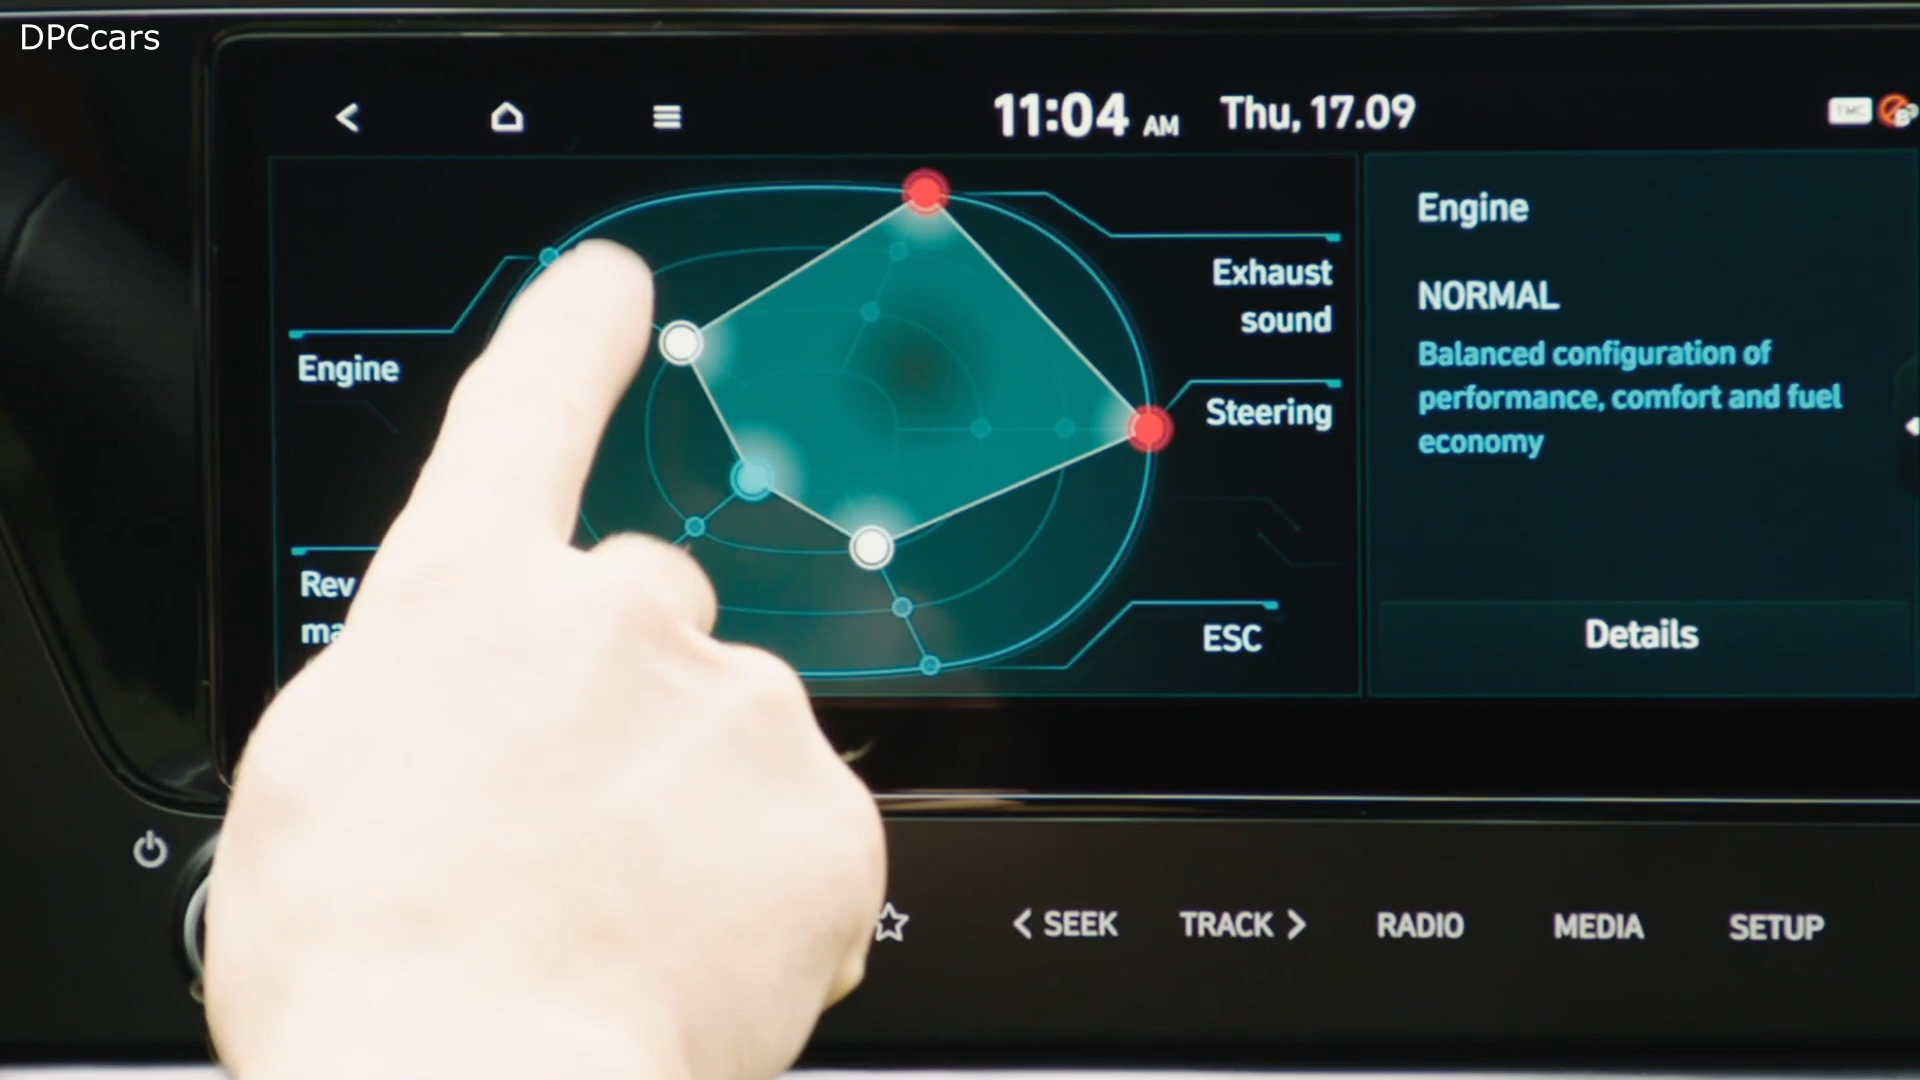 DPCcars
11:04 AM Thu, 17.09
TMC
Engine
Rev
Exhaust
sound
Steering
ESC
Engine
NORMAL
Balanced configuration of
performance, comfort and fuel
economy
Details
< SEEK
TRACK >
RADIO
MEDIA
SETUP